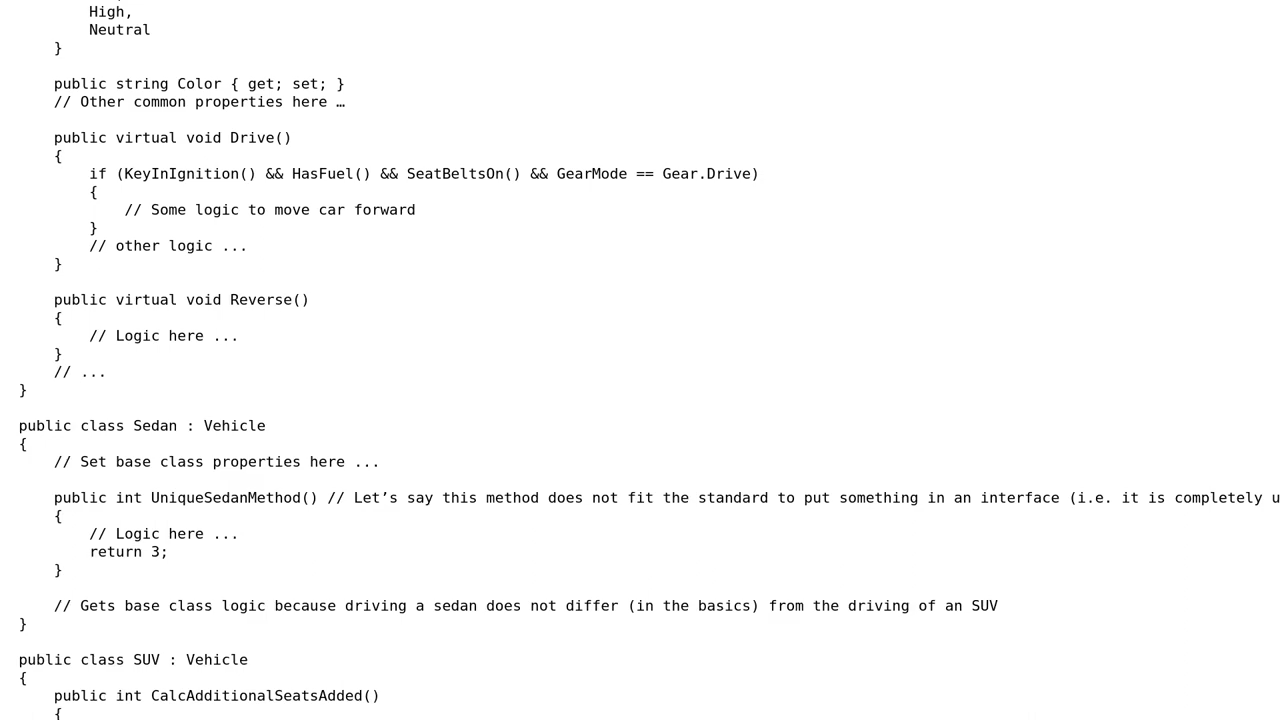 High,
Neutral
}
public string Color { get; set; }
// Other common properties here …
public virtual void Drive()
{
if (KeyInIgnition() && HasFuel() && SeatBeltsOn() && GearMode == Gear.Drive)
{
// Some logic to move car forward
}
// other logic ...
}
public virtual void Reverse()
{
// Logic here ...
}
// ...
}
public class Sedan : Vehicle
{
// Set base class properties here ...
public int UniqueSedanMethod() // Let’s say this method does not fit the standard to put something in an interface (i.e. it is completely u
{
// Logic here ...
return 3;
}
// Gets base class logic because driving a sedan does not differ (in the basics) from the driving of an SUV
}
public class SUV : Vehicle
{
public int CalcAdditionalSeatsAdded()
{